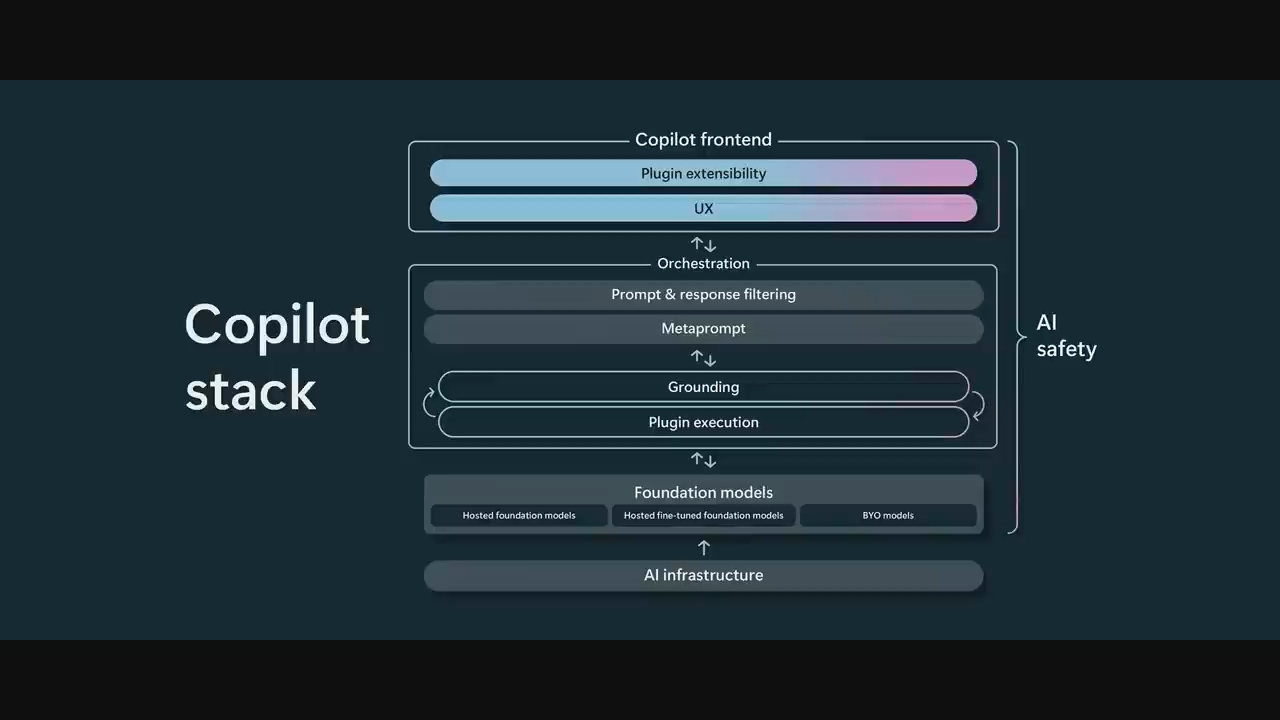 Copilot
stack
Copilot frontend
Plugin extensibility
UX
Orchestration
Prompt & response filtering
Metaprompt
Grounding
Plugin execution
Foundation models
Hosted foundation models
Hosted fine-tuned foundation models
BYO models
AI infrastructure
AI
safety